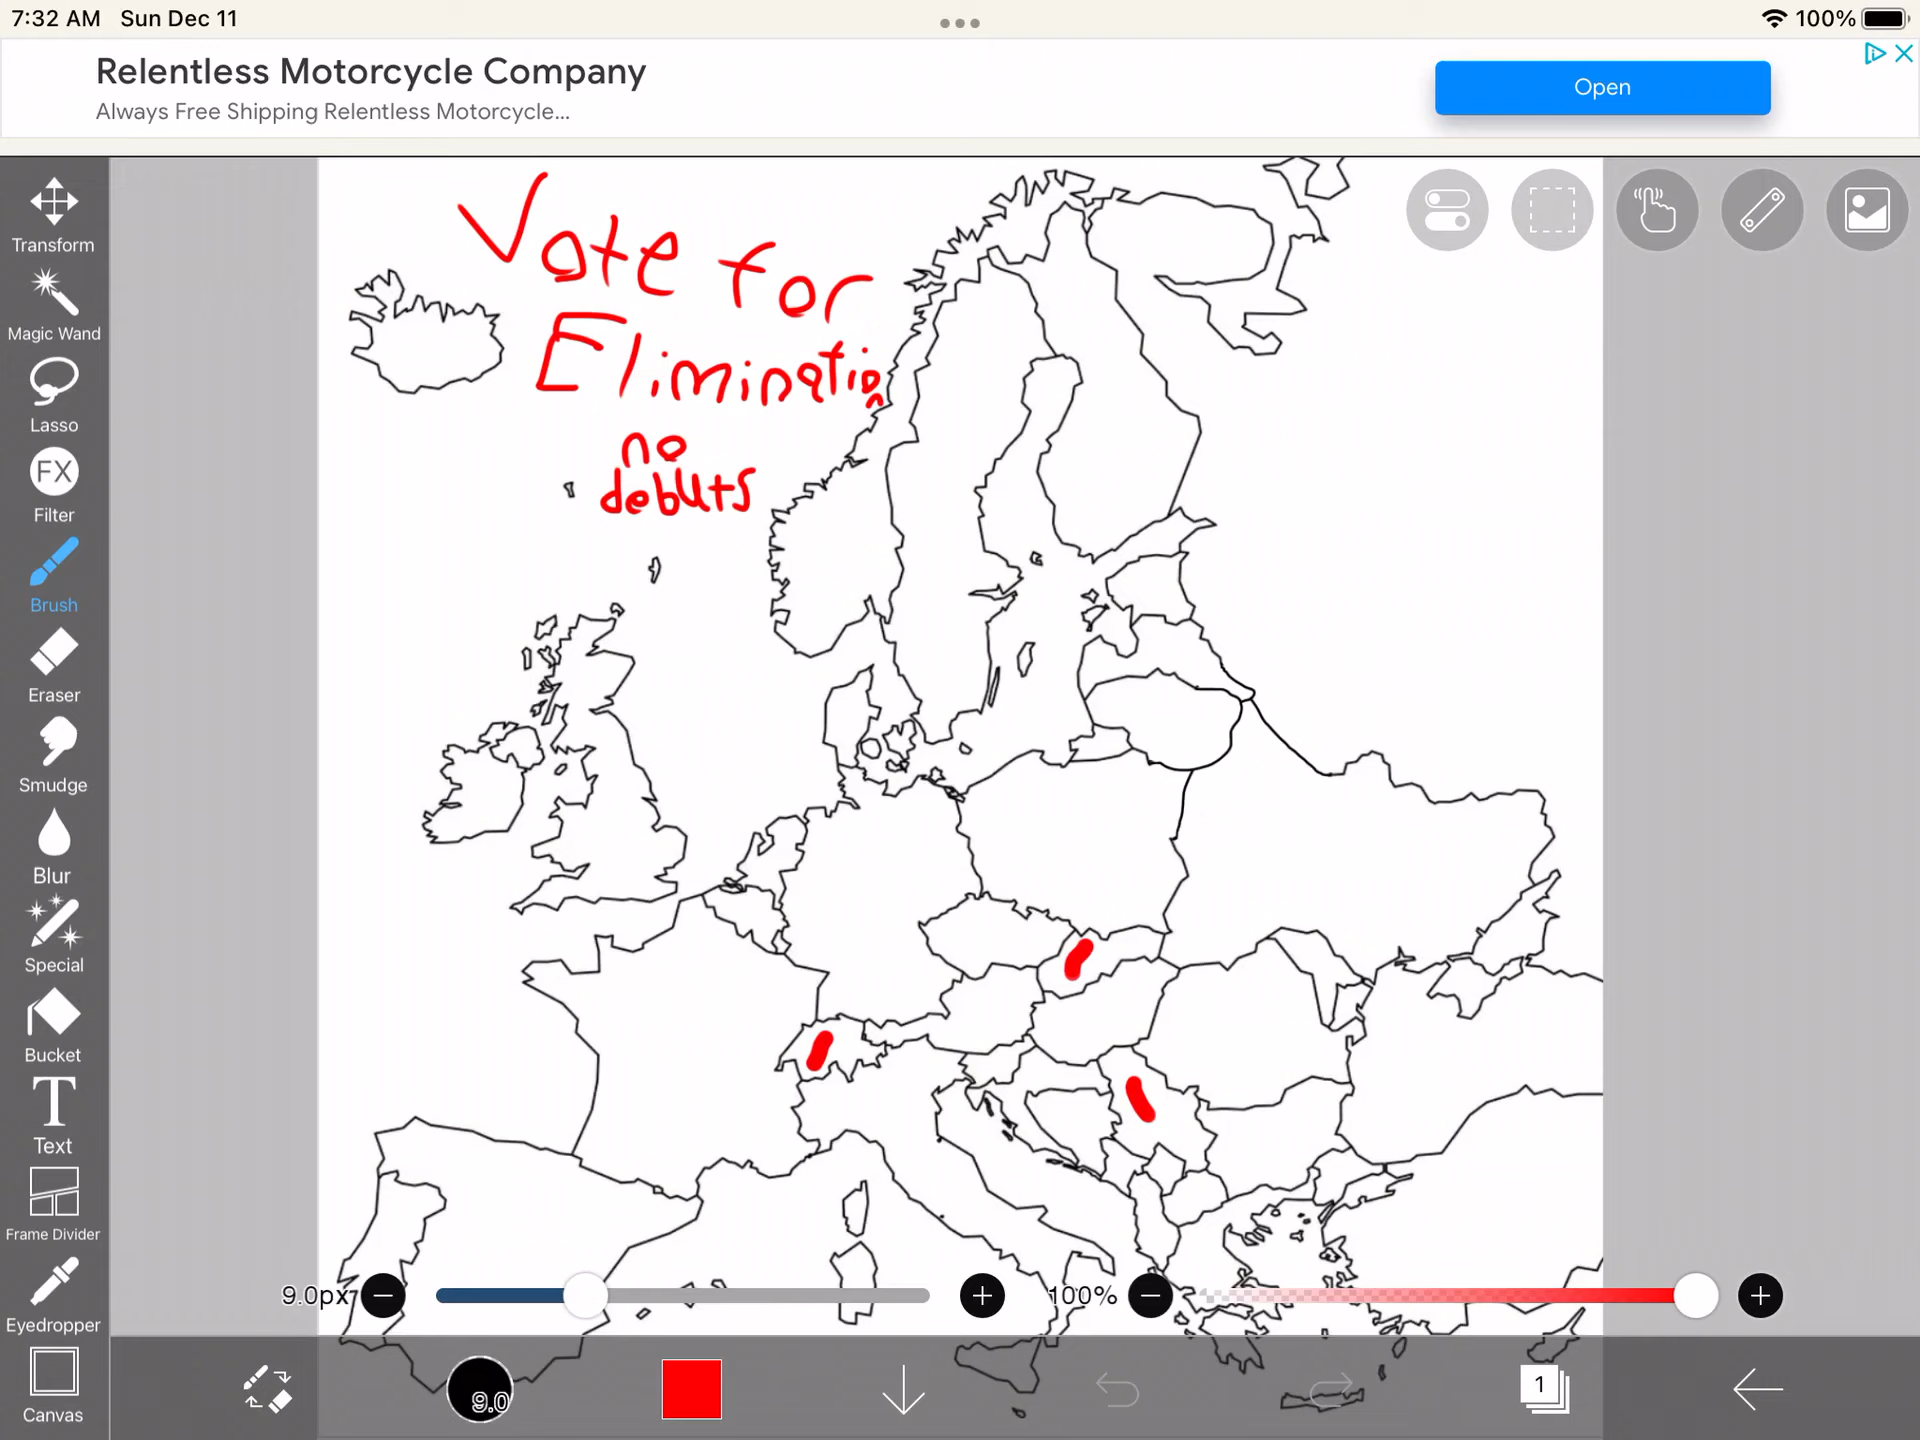 7:32 AM Sun Dec 11
100%
Relentless Motorcycle Company
Always Free Shipping Relentless Motorcycle...
Open
Vote for
Elimination
no
debuts
Transform
Magic Wand
Lasso
FX
Filter
Brush
Eraser
Smudge
Blur
Special
Bucket
T
Text
Frame Divider
Eyedropper
Canvas
9.0px
100%
9.0
1